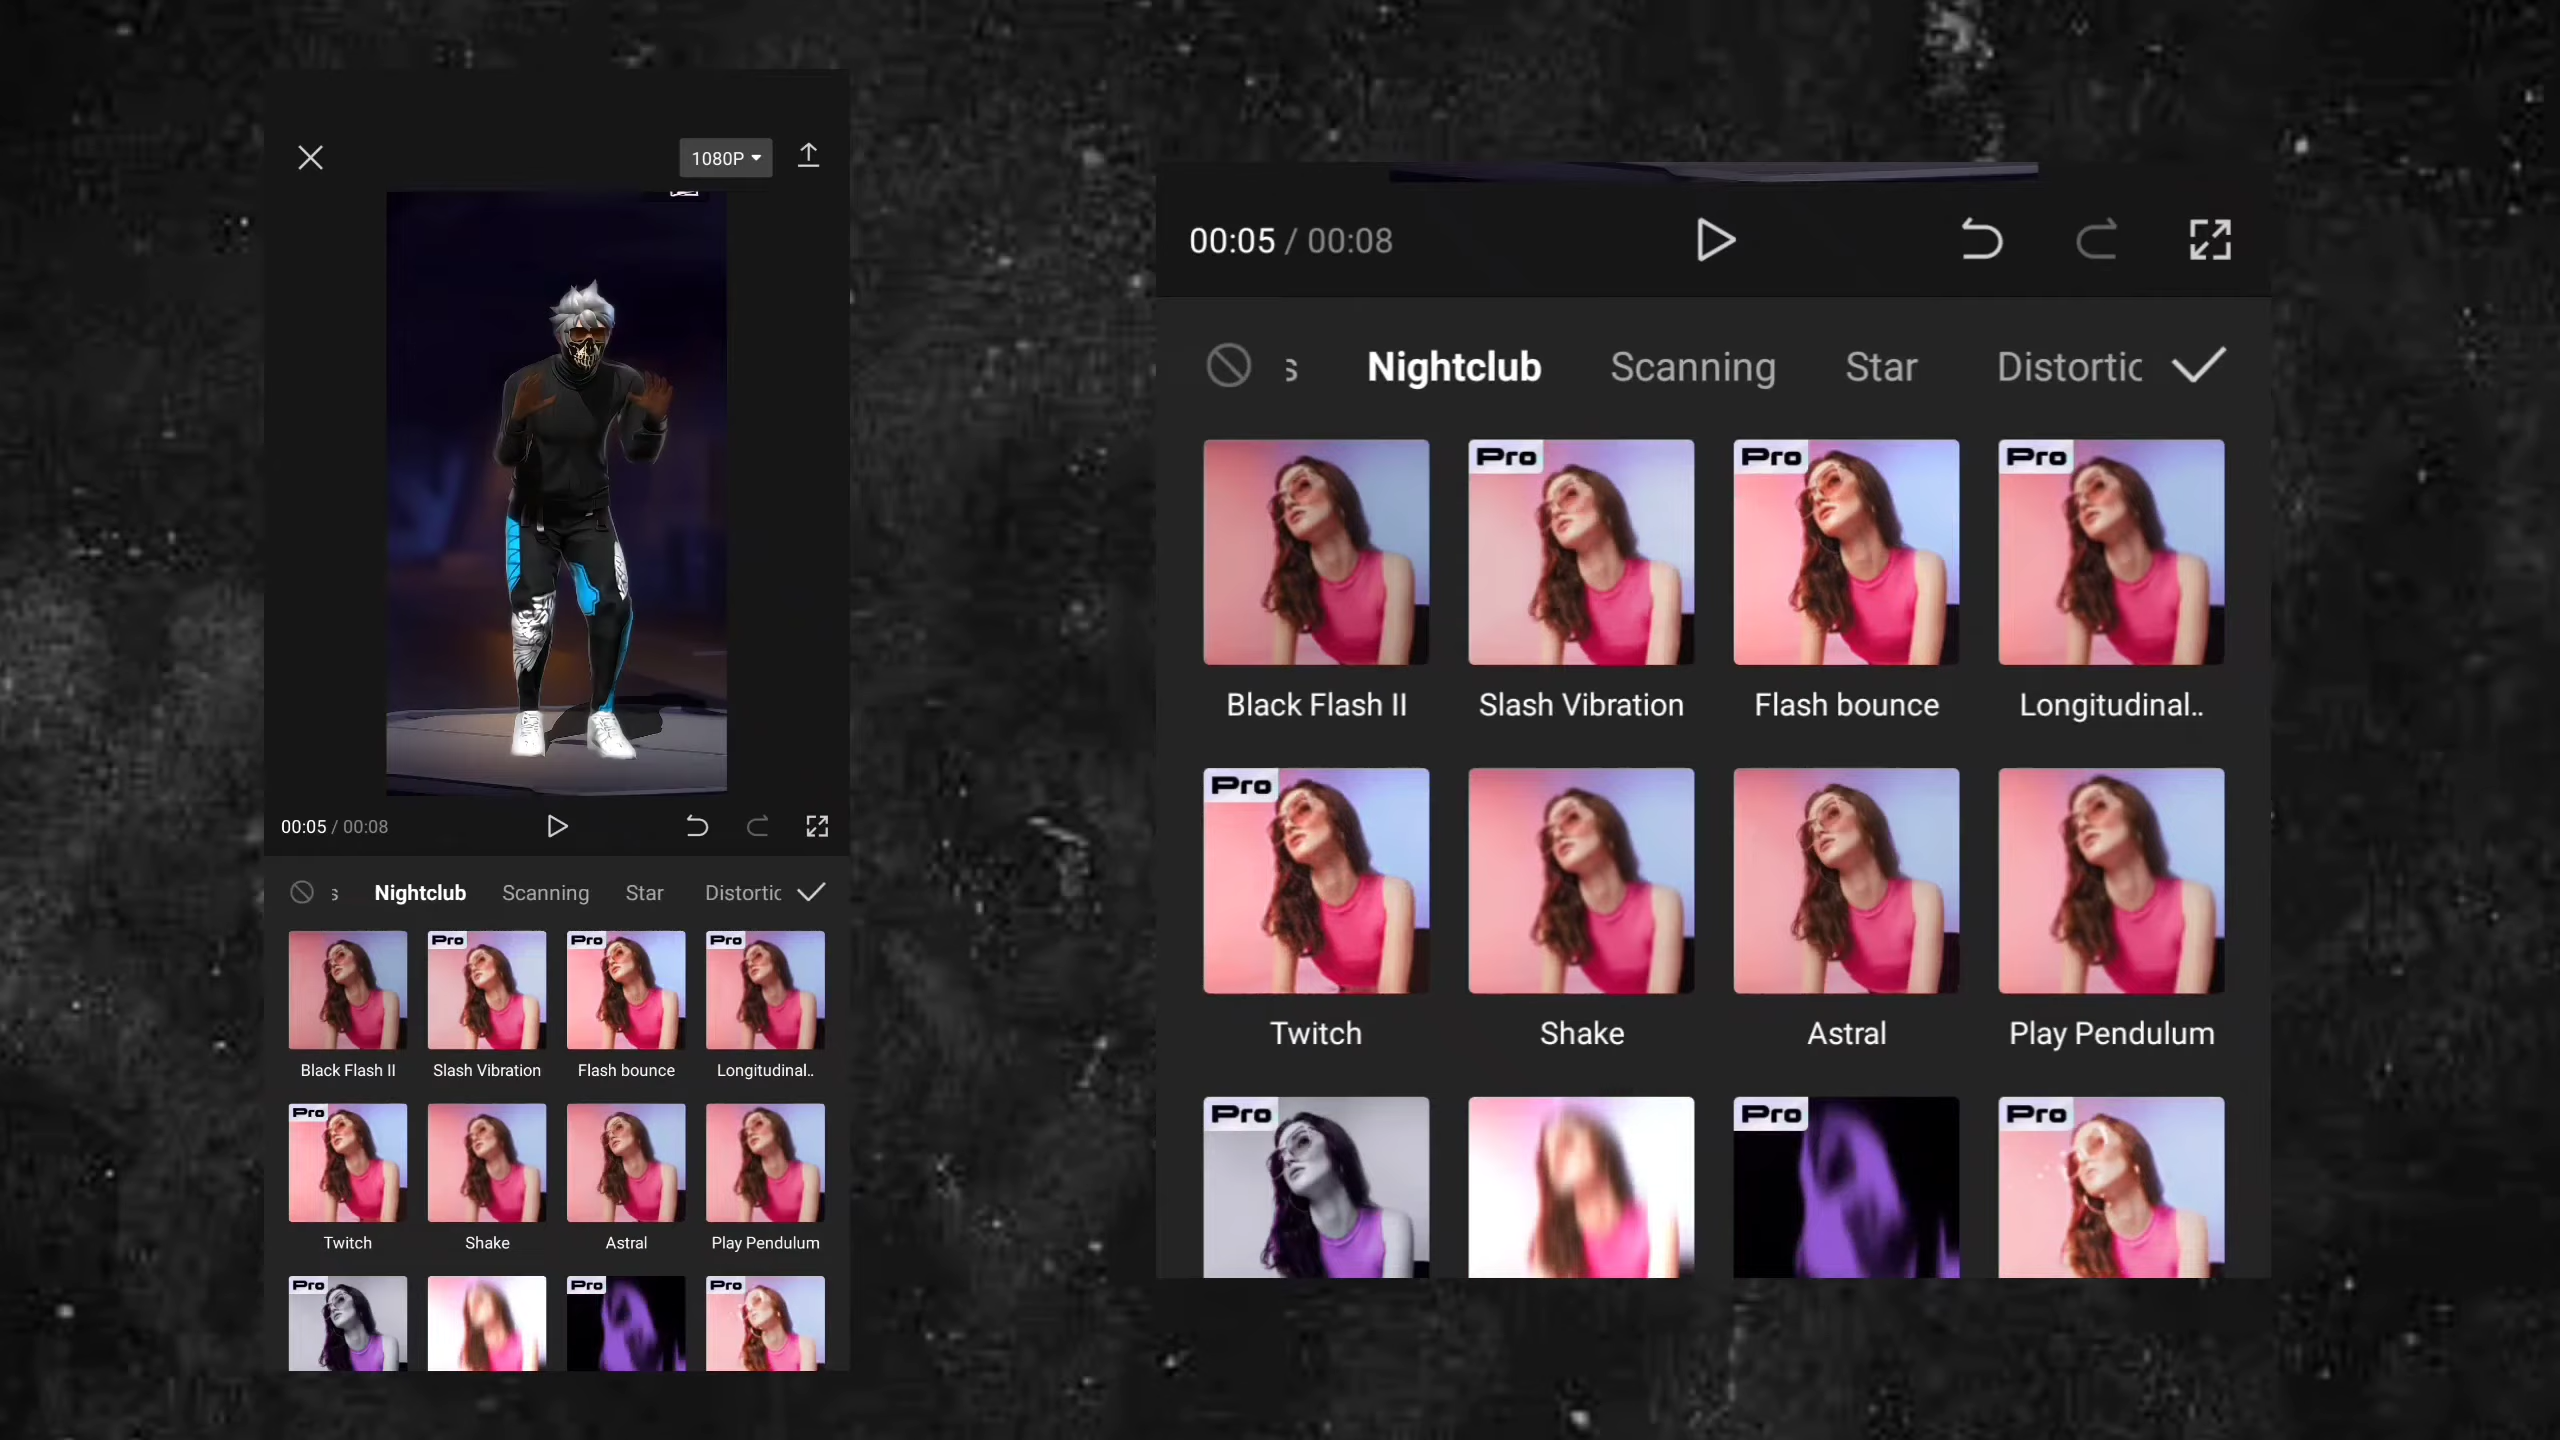 1080P
00:05 / 00:08
s Nightclub Scanning Star Distortic
Pro Pro Pro
Black Flash II Slash Vibration Flash bounce Longitudinal..
Pro
Twitch Shake Astral Play Pendulum
Pro Pro Pro
00:05 / 00:08
s Nightclub Scanning Star Distortic
Pro Pro Pro
Black Flash II Slash Vibration Flash bounce Longitudinal..
Pro
Twitch Shake Astral Play Pendulum
Pro Pro Pro